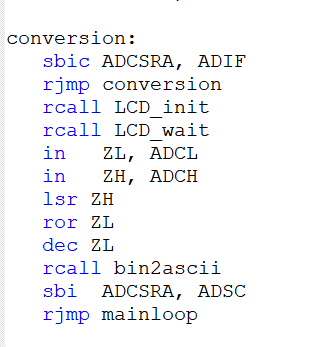 conversion:
sbic ADCSRA, ADIF
rjmp conversion
rcall LCD_init
rcall LCD_wait
in ZL, ADCL
in ZH, ADCH
lsr ZH
ror ZL
dec ZL
rcall bin2ascii
sbi ADCSRA, ADSC
rjmp mainloop